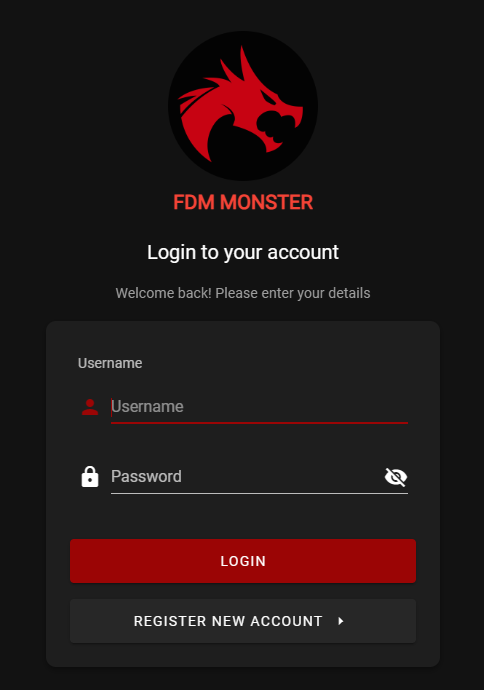 FDM MONSTER
Login to your account
Welcome back! Please enter your details
Username
Username
Password
LOGIN
REGISTER NEW ACCOUNT